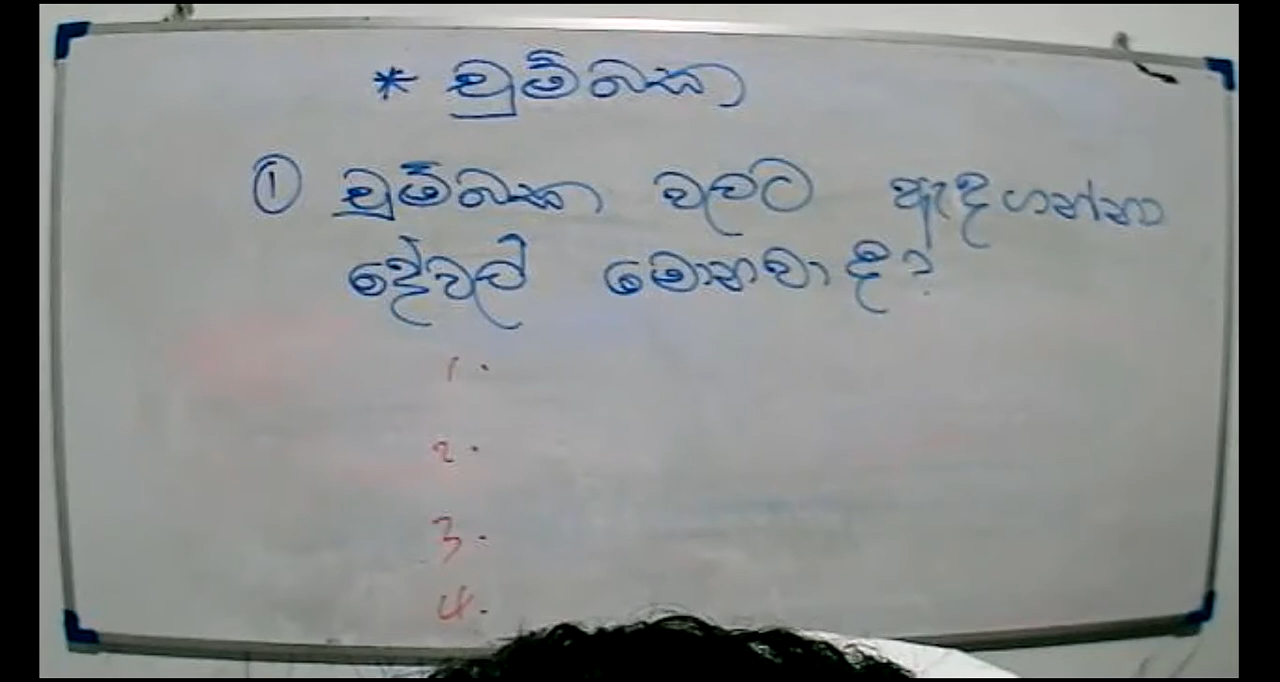 * චුම්බක
① චුම්බක වලට ඇදගන්නා
දේවල් මොනවා ද?
1.
2.
3.
4.